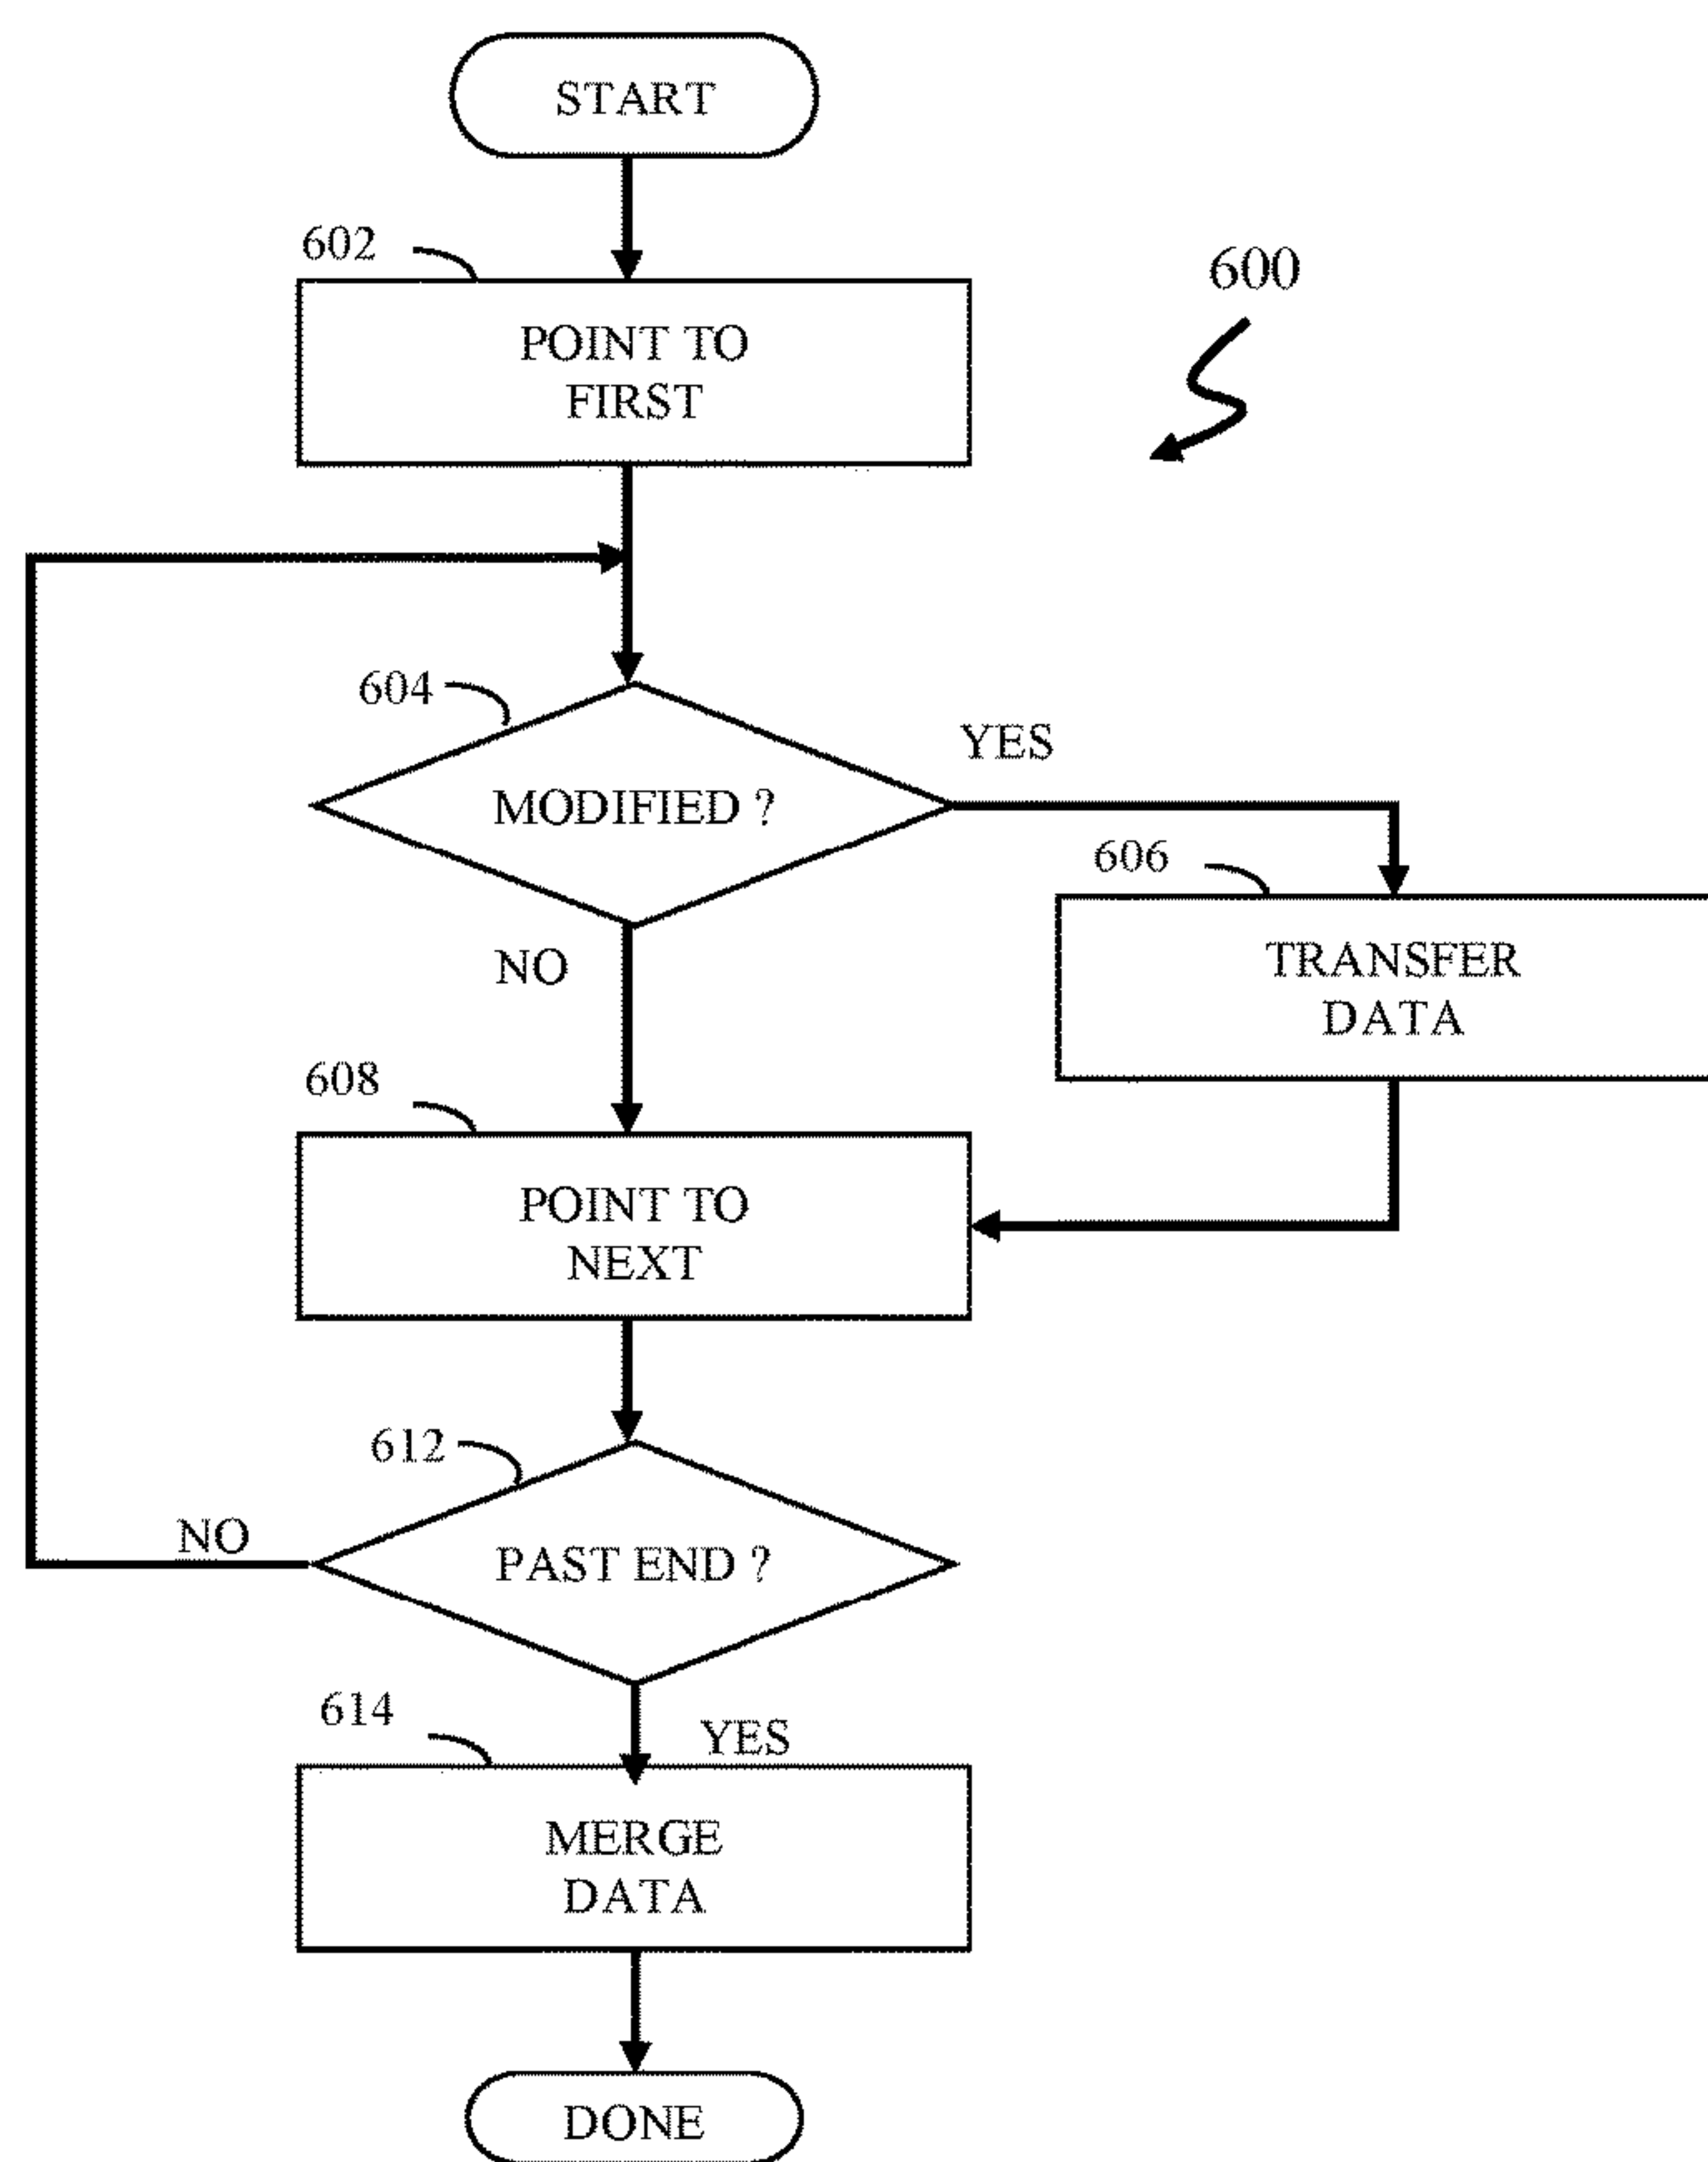 START
602
600
POINT TO
FIRST
604
YES
MODIFIED ?
606
NO
TRANSFER
DATA
608
POINT TO
NEXT
612
NO
PAST END ?
614
YES
MERGE
DATA
DONE